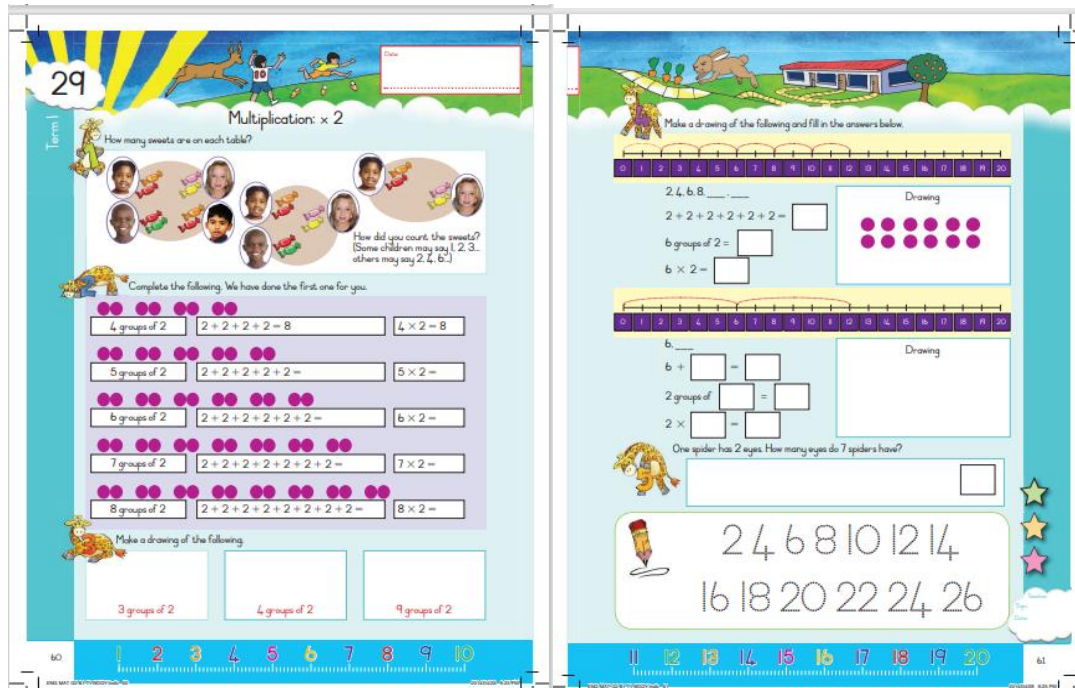 29
Term 1
Date:
Multiplication: × 2
1
How many sweets are on each table?
How did you count the sweets?
(Some children may say 1, 2, 3...
others may say 2, 4, 6...)
2
Complete the following. We have done the first one for you.
4 groups of 2
2 + 2 + 2 + 2 = 8
4 × 2 = 8
5 groups of 2
2 + 2 + 2 + 2 + 2 =
5 × 2 =
6 groups of 2
2 + 2 + 2 + 2 + 2 + 2 =
6 × 2 =
7 groups of 2
2 + 2 + 2 + 2 + 2 + 2 + 2 =
7 × 2 =
8 groups of 2
2 + 2 + 2 + 2 + 2 + 2 + 2 + 2 =
8 × 2 =
3
Make a drawing of the following.
3 groups of 2
4 groups of 2
9 groups of 2
60
1 2 3 4 5 6 7 8 9 10
4
Make a drawing of the following and fill in the answers below.
0 1 2 3 4 5 6 7 8 9 10 11 12 13 14 15 16 17 18 19 20
2, 4, 6, 8, ___ , ___
2 + 2 + 2 + 2 + 2 + 2 =
6 groups of 2 =
6 × 2 =
Drawing
0 1 2 3 4 5 6 7 8 9 10 11 12 13 14 15 16 17 18 19 20
6, ___
6 + =
2 groups of =
2 × =
Drawing
5
One spider has 2 eyes. How many eyes do 7 spiders have?
2 4 6 8 10 12 14
16 18 20 22 24 26
Teacher
Sign:
Date:
11 12 13 14 15 16 17 18 19 20
61